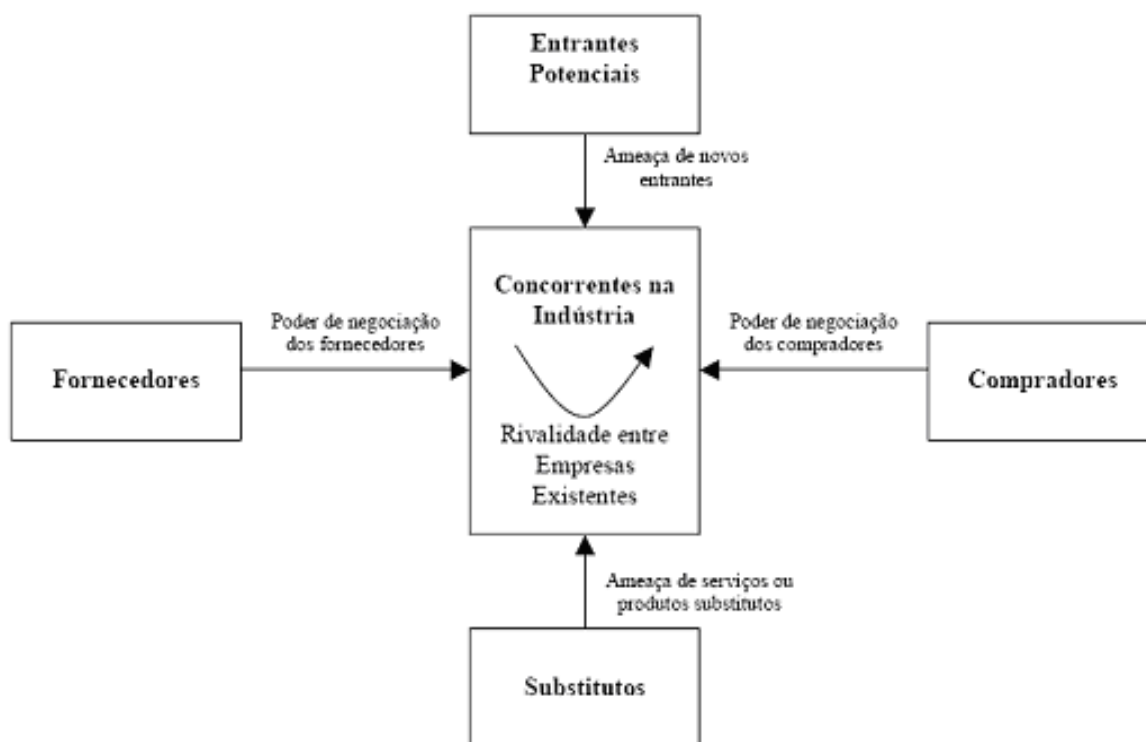 Entrantes
Potenciais
Ameaça de novos
entrantes
Concorrentes na
Indústria
Poder de negociação
dos fornecedores
Poder de negociação
dos compradores
Fornecedores
Compradores
Rivalidade entre
Empresas
Existentes
Ameaça de serviços ou
produtos substitutos
Substitutos